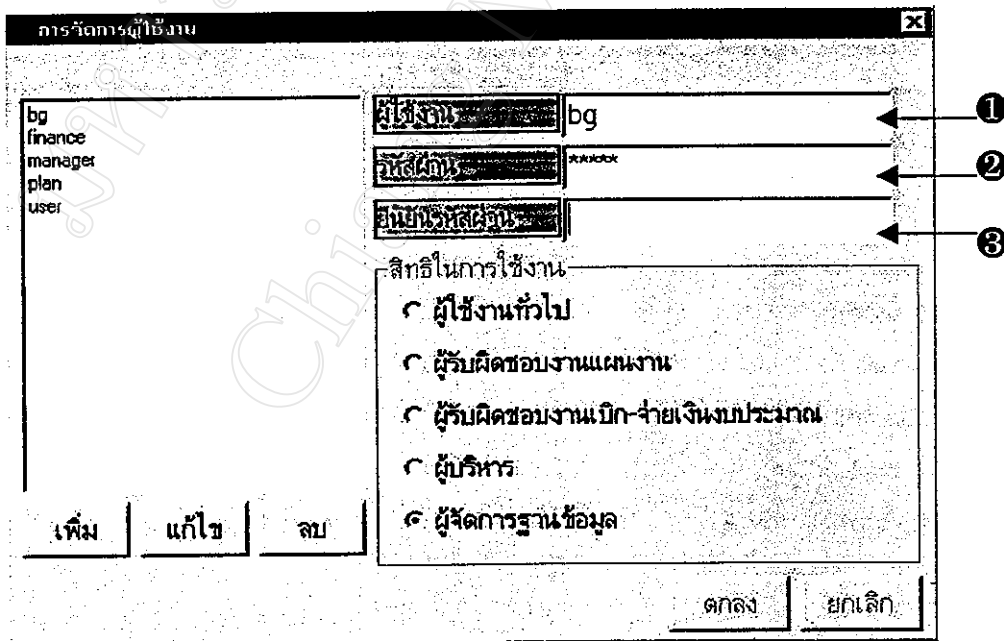 การจัดการผู้ใช้งาน
bg
finance
manager
plan
user
ผู้ใช้งาน bg ❶
รหัสผ่าน ***** ❷
ยืนยันรหัสผ่าน ❸
สิทธิในการใช้งาน
ผู้ใช้งานทั่วไป
ผู้รับผิดชอบงานแผนงาน
ผู้รับผิดชอบงานเบิก-จ่ายเงินงบประมาณ
ผู้บริหาร
ผู้จัดการฐานข้อมูล
เพิ่ม แก้ไข ลบ
ตกลง ยกเลิก